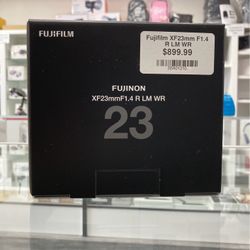 FUJIFILM
Fujifilm XF23mm F1.4
R LM WR
$899.99
FUJINON
XF23mmF1.4 R LM WR
23